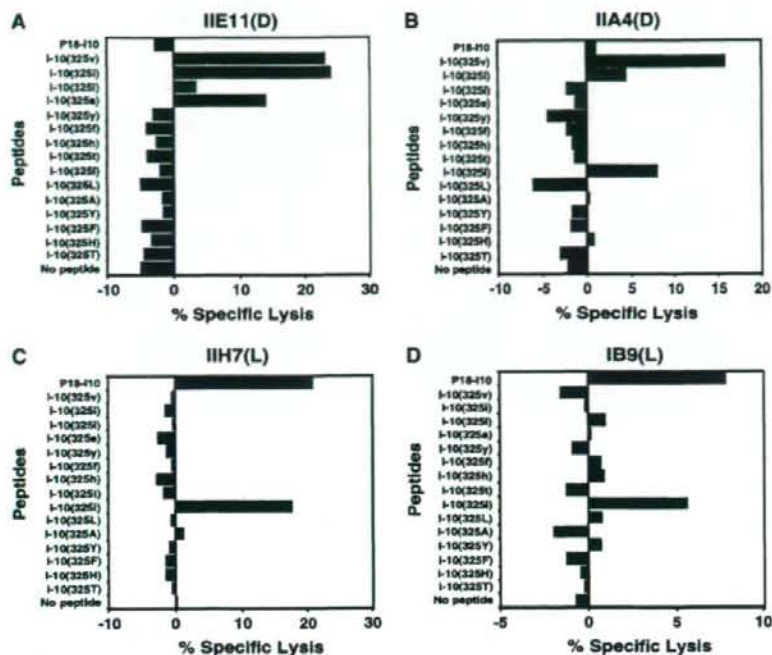 A
IIE11(D)
Peptides
P18-I10
I-10(325v)
I-10(325i)
I-10(325l)
I-10(325a)
I-10(325y)
I-10(325f)
I-10(325h)
I-10(325t)
I-10(325I)
I-10(325L)
I-10(325A)
I-10(325Y)
I-10(325F)
I-10(325H)
I-10(325T)
No peptide
-10 0 10 20 30
% Specific Lysis
B
IIA4(D)
Peptides
P18-I10
I-10(325v)
I-10(325i)
I-10(325l)
I-10(325a)
I-10(325y)
I-10(325f)
I-10(325h)
I-10(325t)
I-10(325I)
I-10(325L)
I-10(325A)
I-10(325Y)
I-10(325F)
I-10(325H)
I-10(325T)
No peptide
-10 -5 0 5 10 15 20
% Specific Lysis
C
IIH7(L)
Peptides
P18-I10
I-10(325v)
I-10(325i)
I-10(325l)
I-10(325a)
I-10(325y)
I-10(325f)
I-10(325h)
I-10(325t)
I-10(325I)
I-10(325L)
I-10(325A)
I-10(325Y)
I-10(325F)
I-10(325H)
I-10(325T)
No peptide
-10 0 10 20 30
% Specific Lysis
D
IB9(L)
Peptides
P18-I10
I-10(325v)
I-10(325i)
I-10(325l)
I-10(325a)
I-10(325y)
I-10(325f)
I-10(325h)
I-10(325t)
I-10(325I)
I-10(325L)
I-10(325A)
I-10(325Y)
I-10(325F)
I-10(325H)
I-10(325T)
No peptide
-5 0 5 10
% Specific Lysis